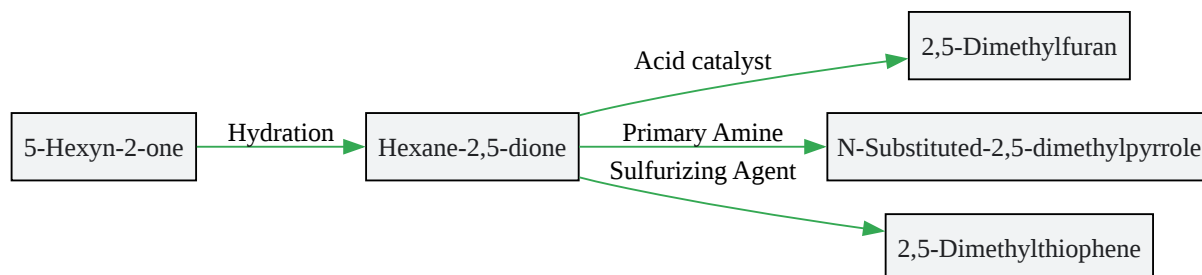 5-Hexyn-2-one
Hydration
Hexane-2,5-dione
Acid catalyst
2,5-Dimethylfuran
Primary Amine
N-Substituted-2,5-dimethylpyrrole
Sulfurizing Agent
2,5-Dimethylthiophene